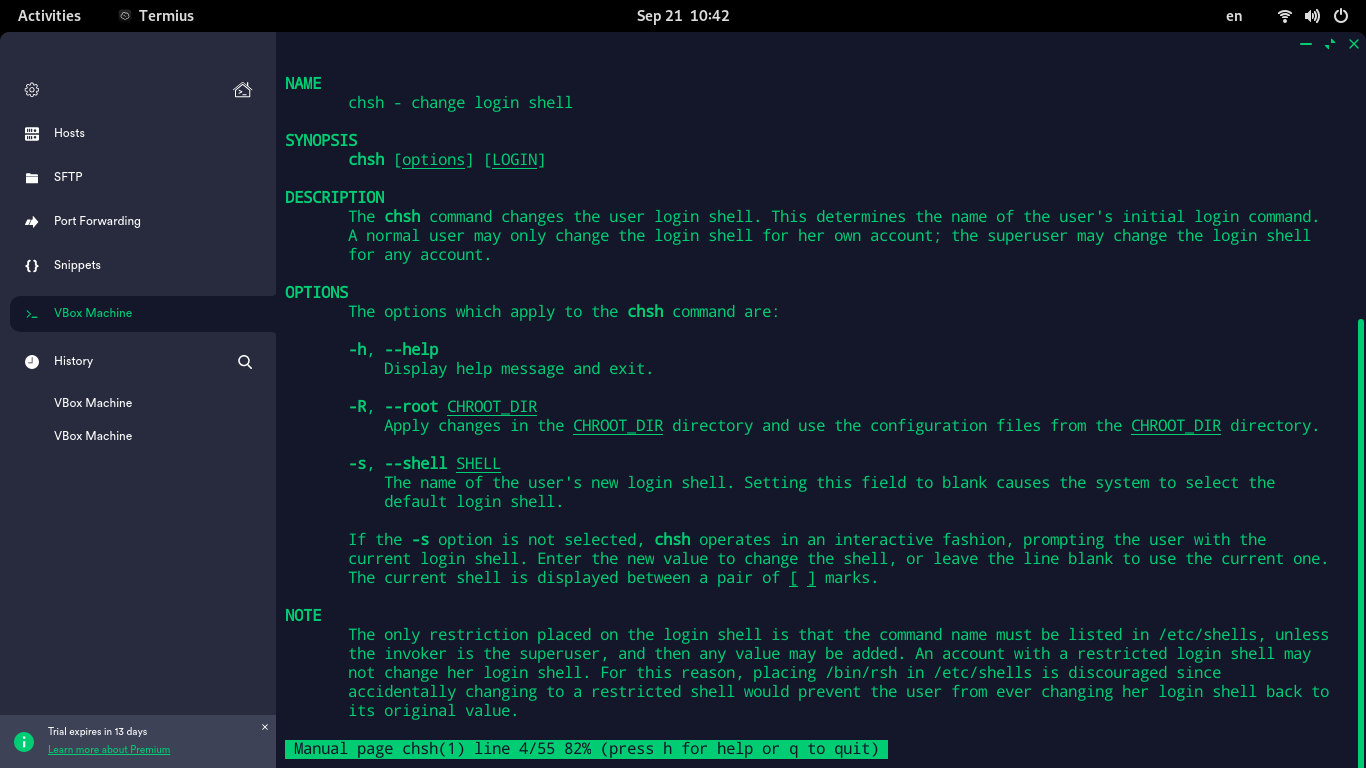 Activities
Termius
Sep 21 10:42
en
Hosts
SFTP
Port Forwarding
Snippets
VBox Machine
History
VBox Machine
VBox Machine
Trial expires in 13 days
Learn more about Premium
NAME
chsh - change login shell
SYNOPSIS
chsh [options] [LOGIN]
DESCRIPTION
The chsh command changes the user login shell. This determines the name of the user's initial login command.
A normal user may only change the login shell for her own account; the superuser may change the login shell
for any account.
OPTIONS
The options which apply to the chsh command are:
-h, --help
Display help message and exit.
-R, --root CHROOT_DIR
Apply changes in the CHROOT_DIR directory and use the configuration files from the CHROOT_DIR directory.
-s, --shell SHELL
The name of the user's new login shell. Setting this field to blank causes the system to select the
default login shell.
If the -s option is not selected, chsh operates in an interactive fashion, prompting the user with the
current login shell. Enter the new value to change the shell, or leave the line blank to use the current one.
The current shell is displayed between a pair of [ ] marks.
NOTE
The only restriction placed on the login shell is that the command name must be listed in /etc/shells, unless
the invoker is the superuser, and then any value may be added. An account with a restricted login shell may
not change her login shell. For this reason, placing /bin/rsh in /etc/shells is discouraged since
accidentally changing to a restricted shell would prevent the user from ever changing her login shell back to
its original value.
Manual page chsh(1) line 4/55 82% (press h for help or q to quit)